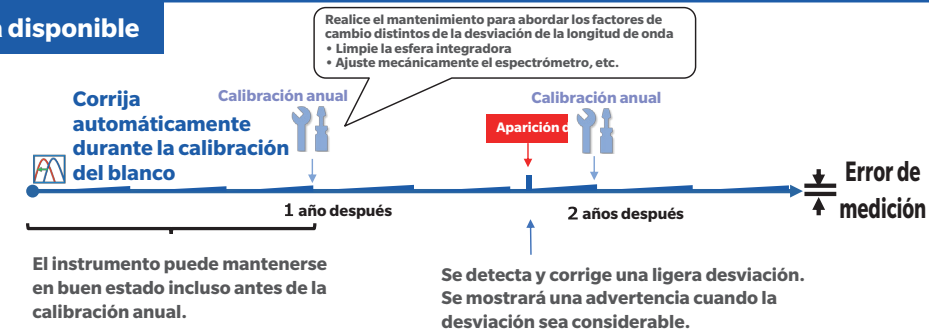 disponible
Realice el mantenimiento para abordar los factores de
cambio distintos de la desviación de la longitud de onda
• Limpie la esfera integradora
• Ajuste mecánicamente el espectrómetro, etc.
Corrija
automáticamente
durante la calibración
del blanco
Calibración anual
Calibración anual
Aparición
1 año después
2 años después
Error de
medición
El instrumento puede mantenerse
en buen estado incluso antes de la
calibración anual.
Se detecta y corrige una ligera desviación.
Se mostrará una advertencia cuando la
desviación sea considerable.